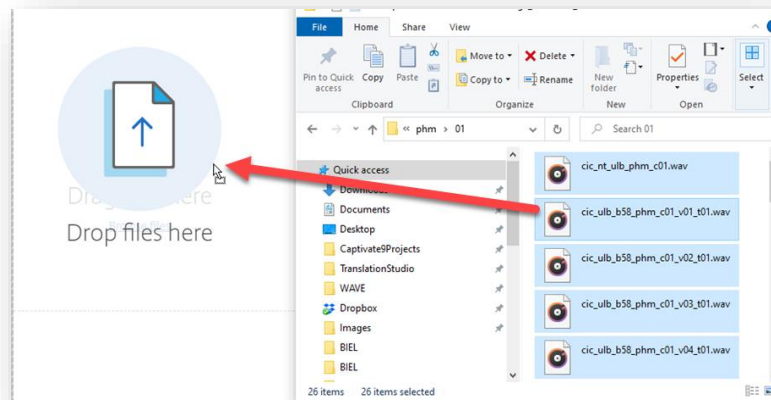 File Home Share View
Pin to Quick access
Copy
Paste
Move to
Copy to
Delete
Rename
New folder
Properties
Select
Clipboard
Organize
New
Open
« phm › 01
Search 01
Quick access
Downloads
Documents
Desktop
Captivate9Projects
TranslationStudio
WAVE
Dropbox
Images
BIEL
BIEL
cic_nt_ulb_phm_c01.wav
cic_ulb_b58_phm_c01_v01_t01.wav
cic_ulb_b58_phm_c01_v02_t01.wav
cic_ulb_b58_phm_c01_v03_t01.wav
cic_ulb_b58_phm_c01_v04_t01.wav
26 items 26 items selected
Drop files here